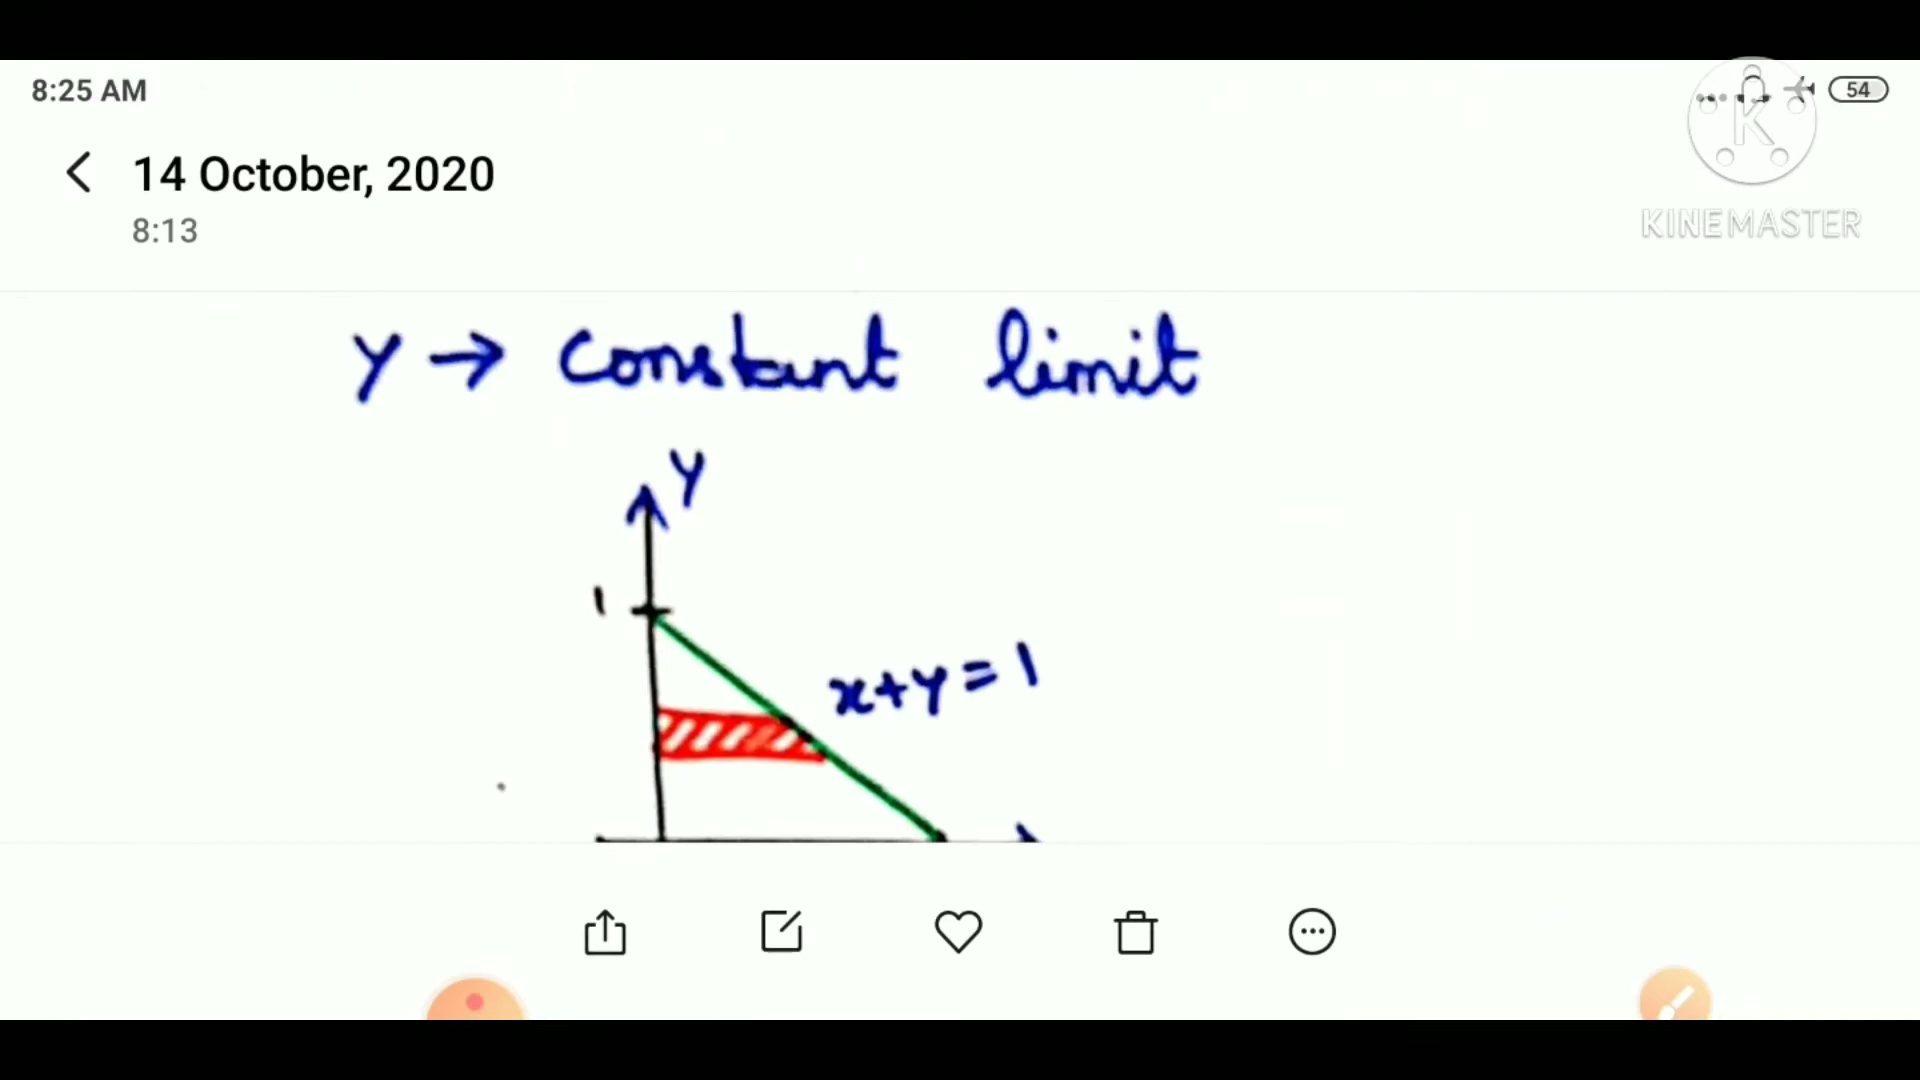 8:25 AM
54
14 October, 2020
8:13
K
KINEMASTER
y → constant limit
y
1
x+y=1